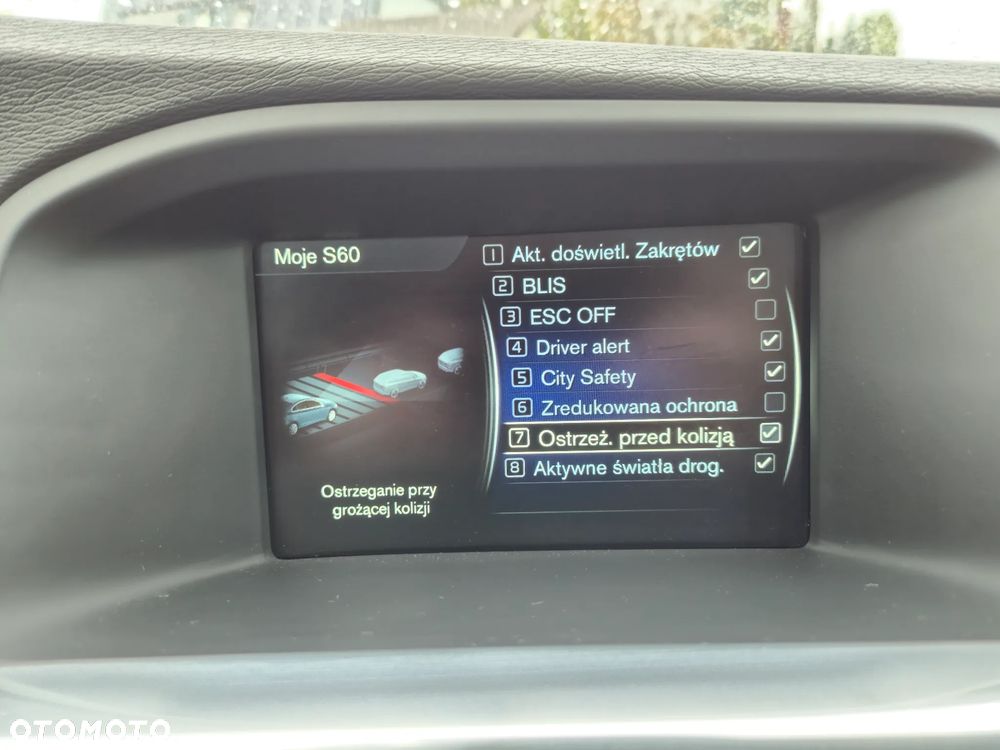 Moje S60
1 Akt. doświetl. Zakrętów
2 BLIS
3 ESC OFF
4 Driver alert
5 City Safety
6 Zredukowana ochrona
7 Ostrzeż. przed kolizją
8 Aktywne światła drog.
Ostrzeganie przy
grożącej kolizji
OTOMOTO